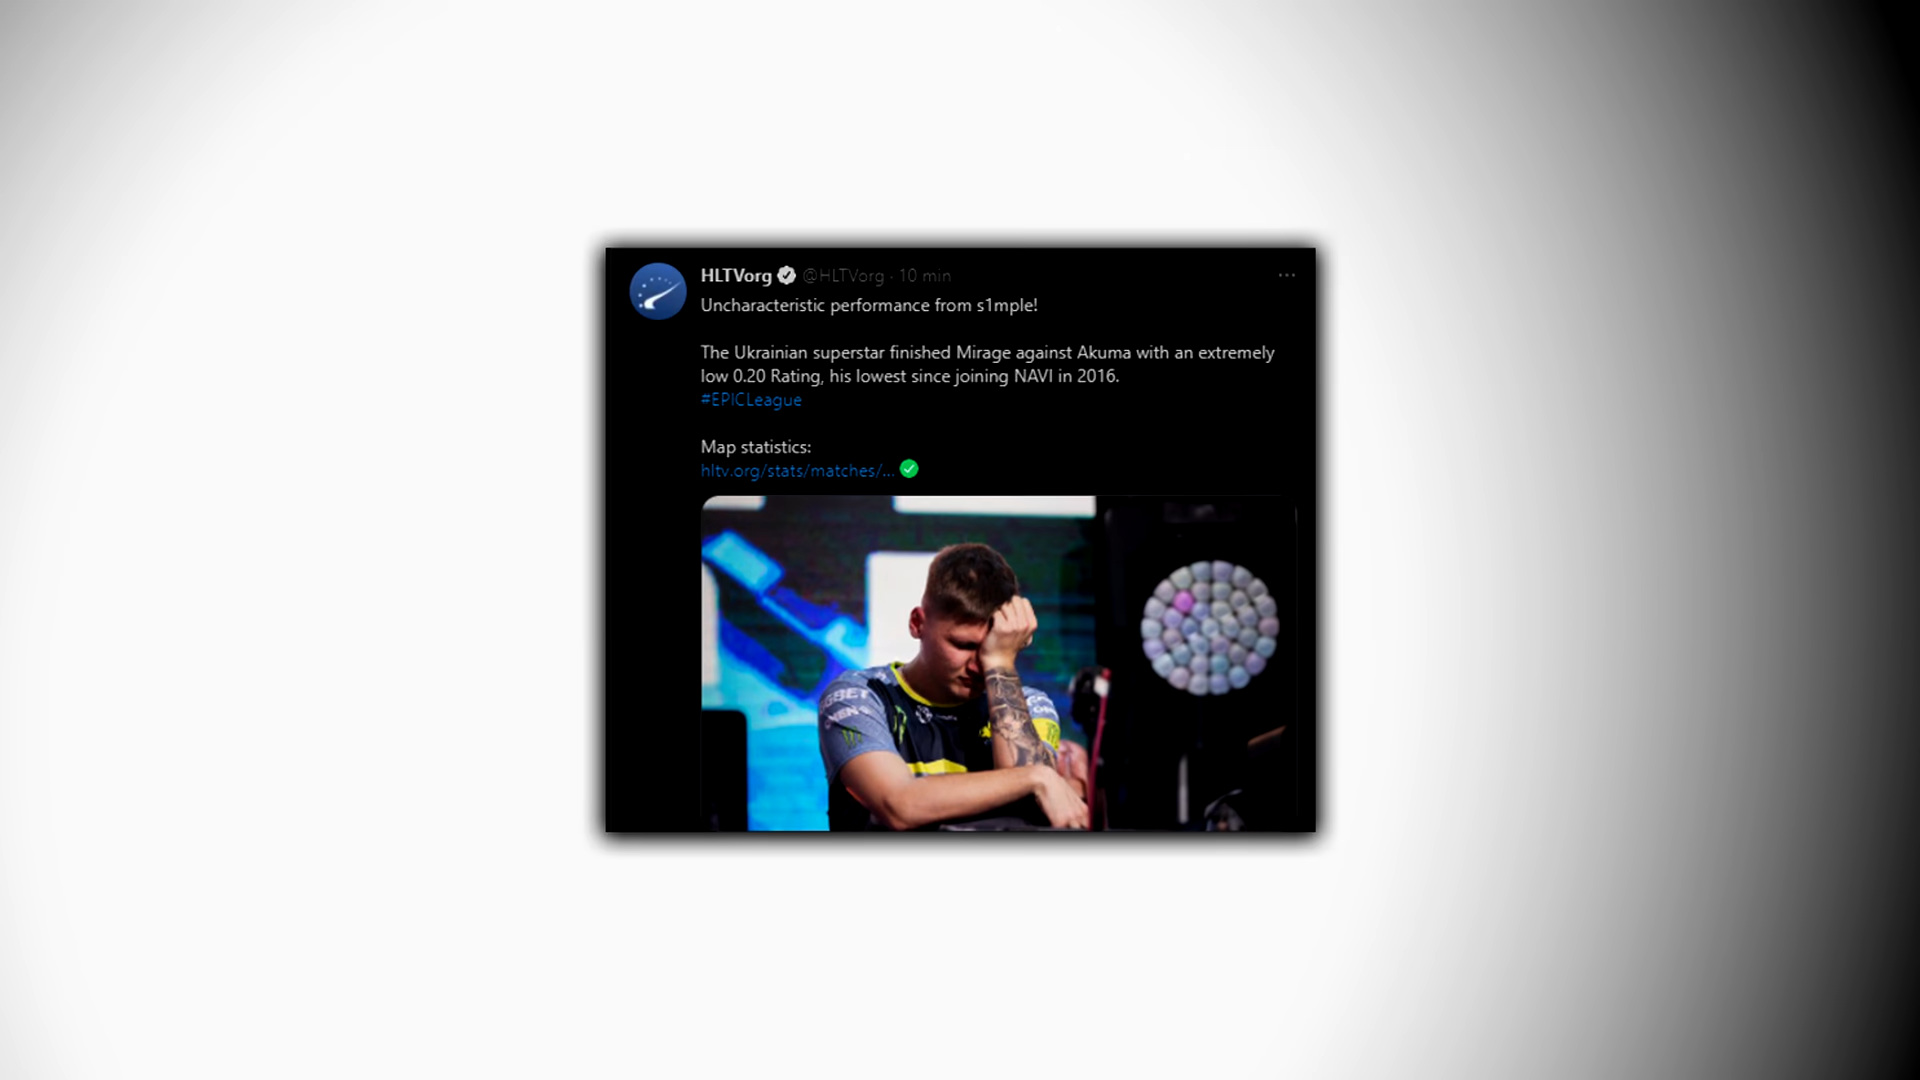 HLTVorg @HLTVorg · 10 min
Uncharacteristic performance from s1mple!
The Ukrainian superstar finished Mirage against Akuma with an extremely
low 0.20 Rating, his lowest since joining NAVI in 2016.
#EPICLeague
Map statistics:
hltv.org/stats/matches/...